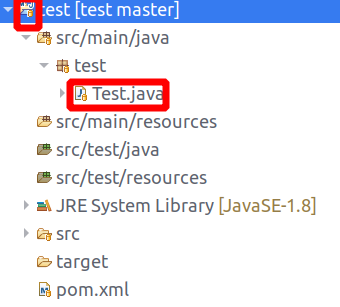 test [test master]
src/main/java
test
Test.java
src/main/resources
src/test/java
src/test/resources
JRE System Library [JavaSE-1.8]
src
target
pom.xml